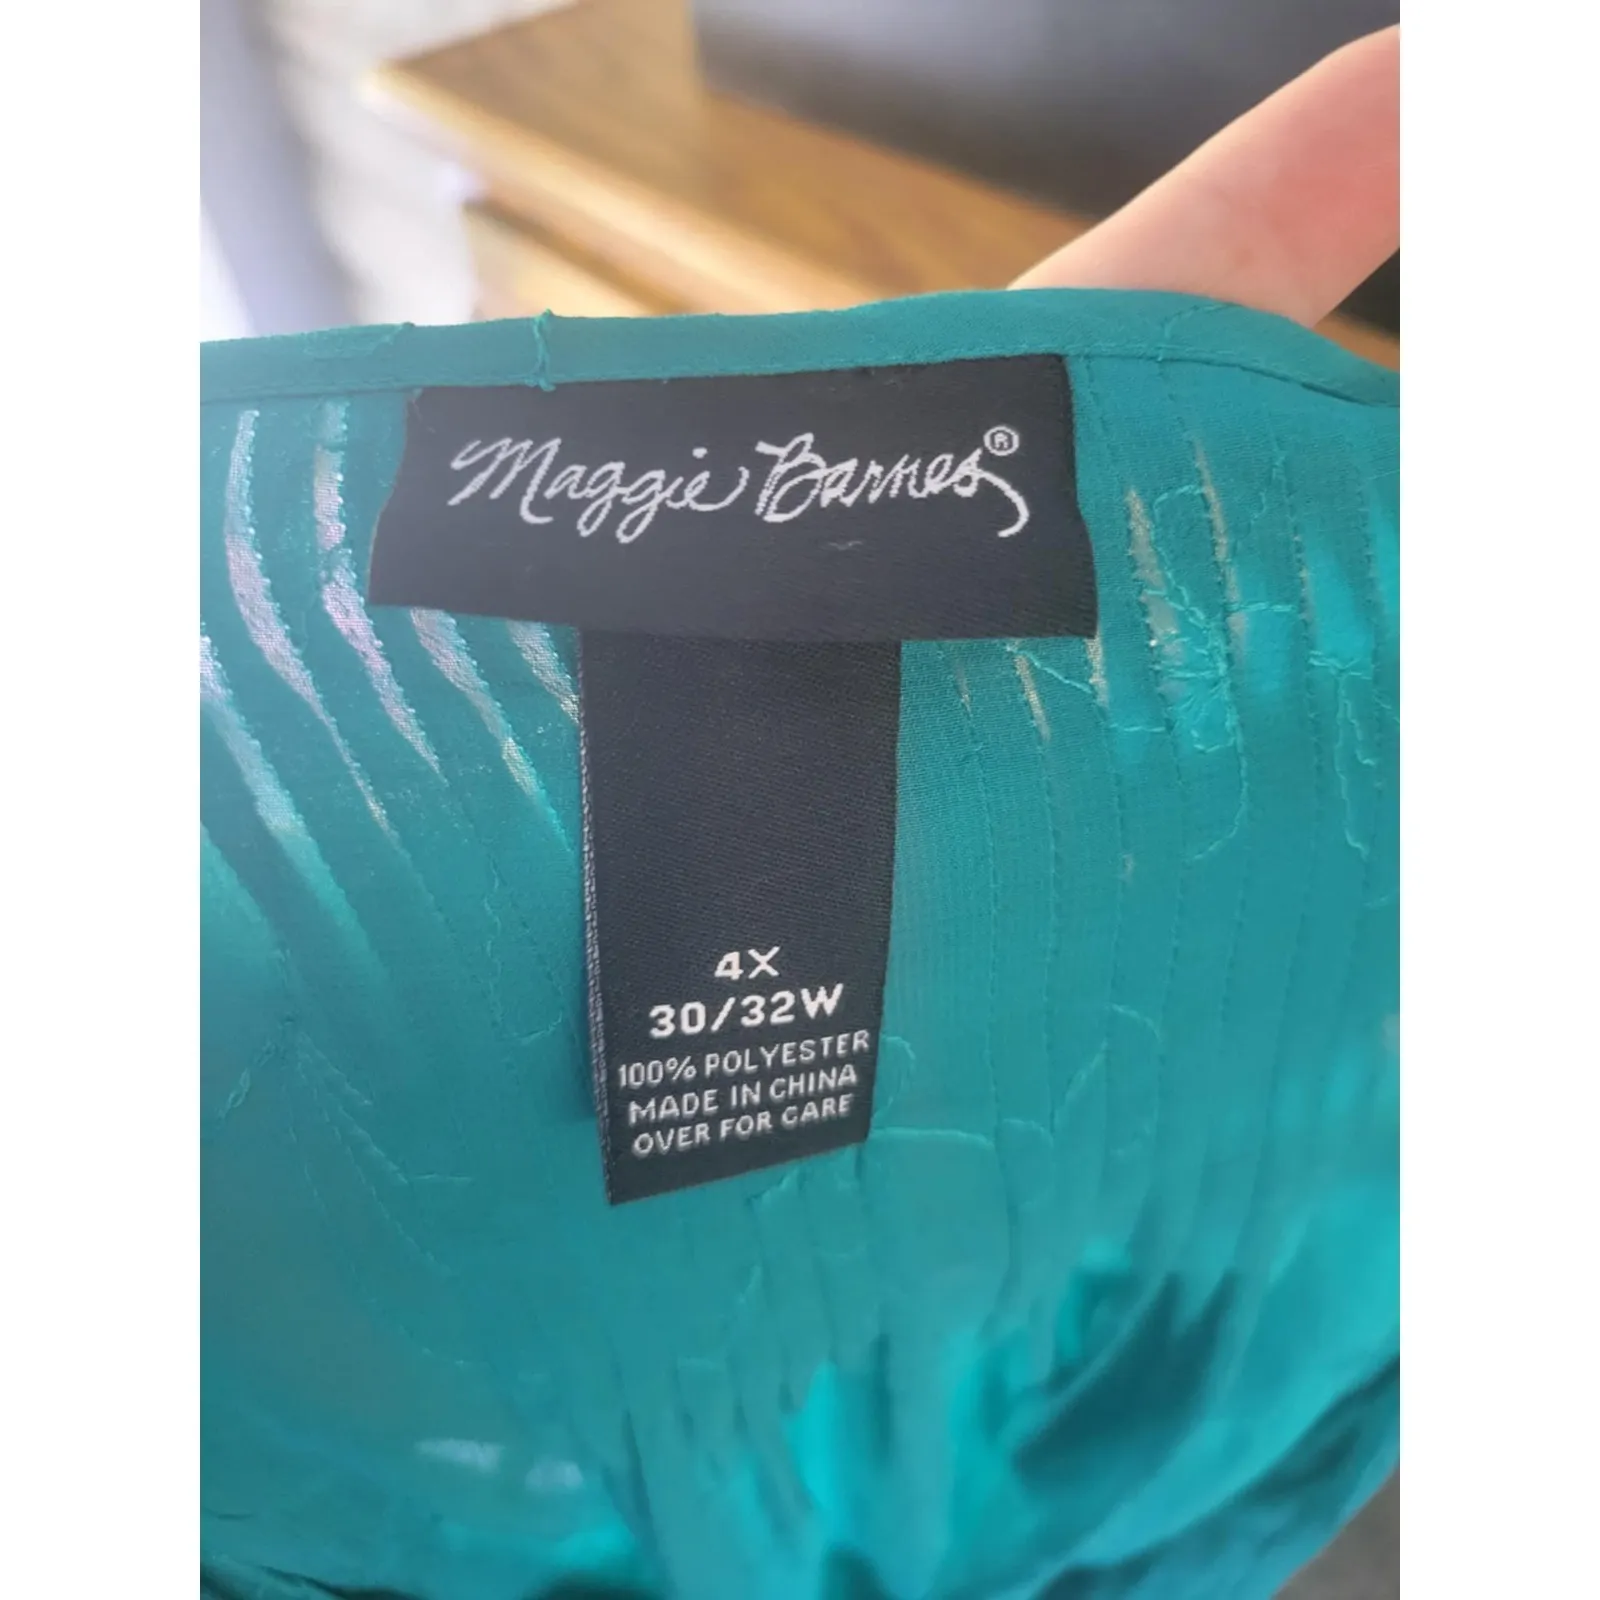 Maggie Barnes®
4X
30/32W
100% POLYESTER
MADE IN CHINA
OVER FOR CARE